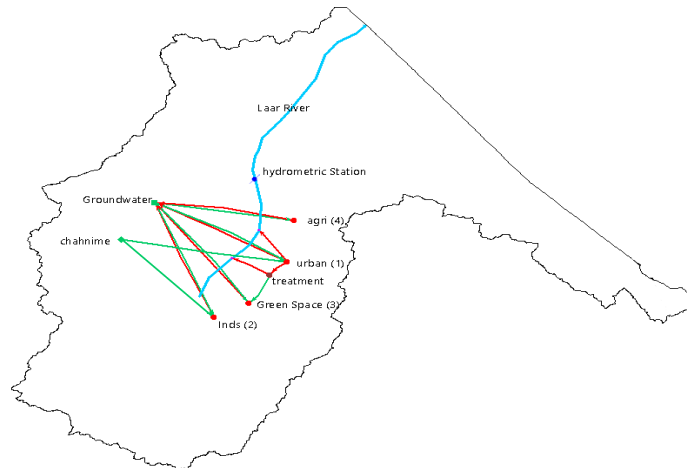 Laar River
hydrometric Station
Groundwater
agri (4)
chahnime
urban (1)
treatment
Green Space (3)
Inds (2)